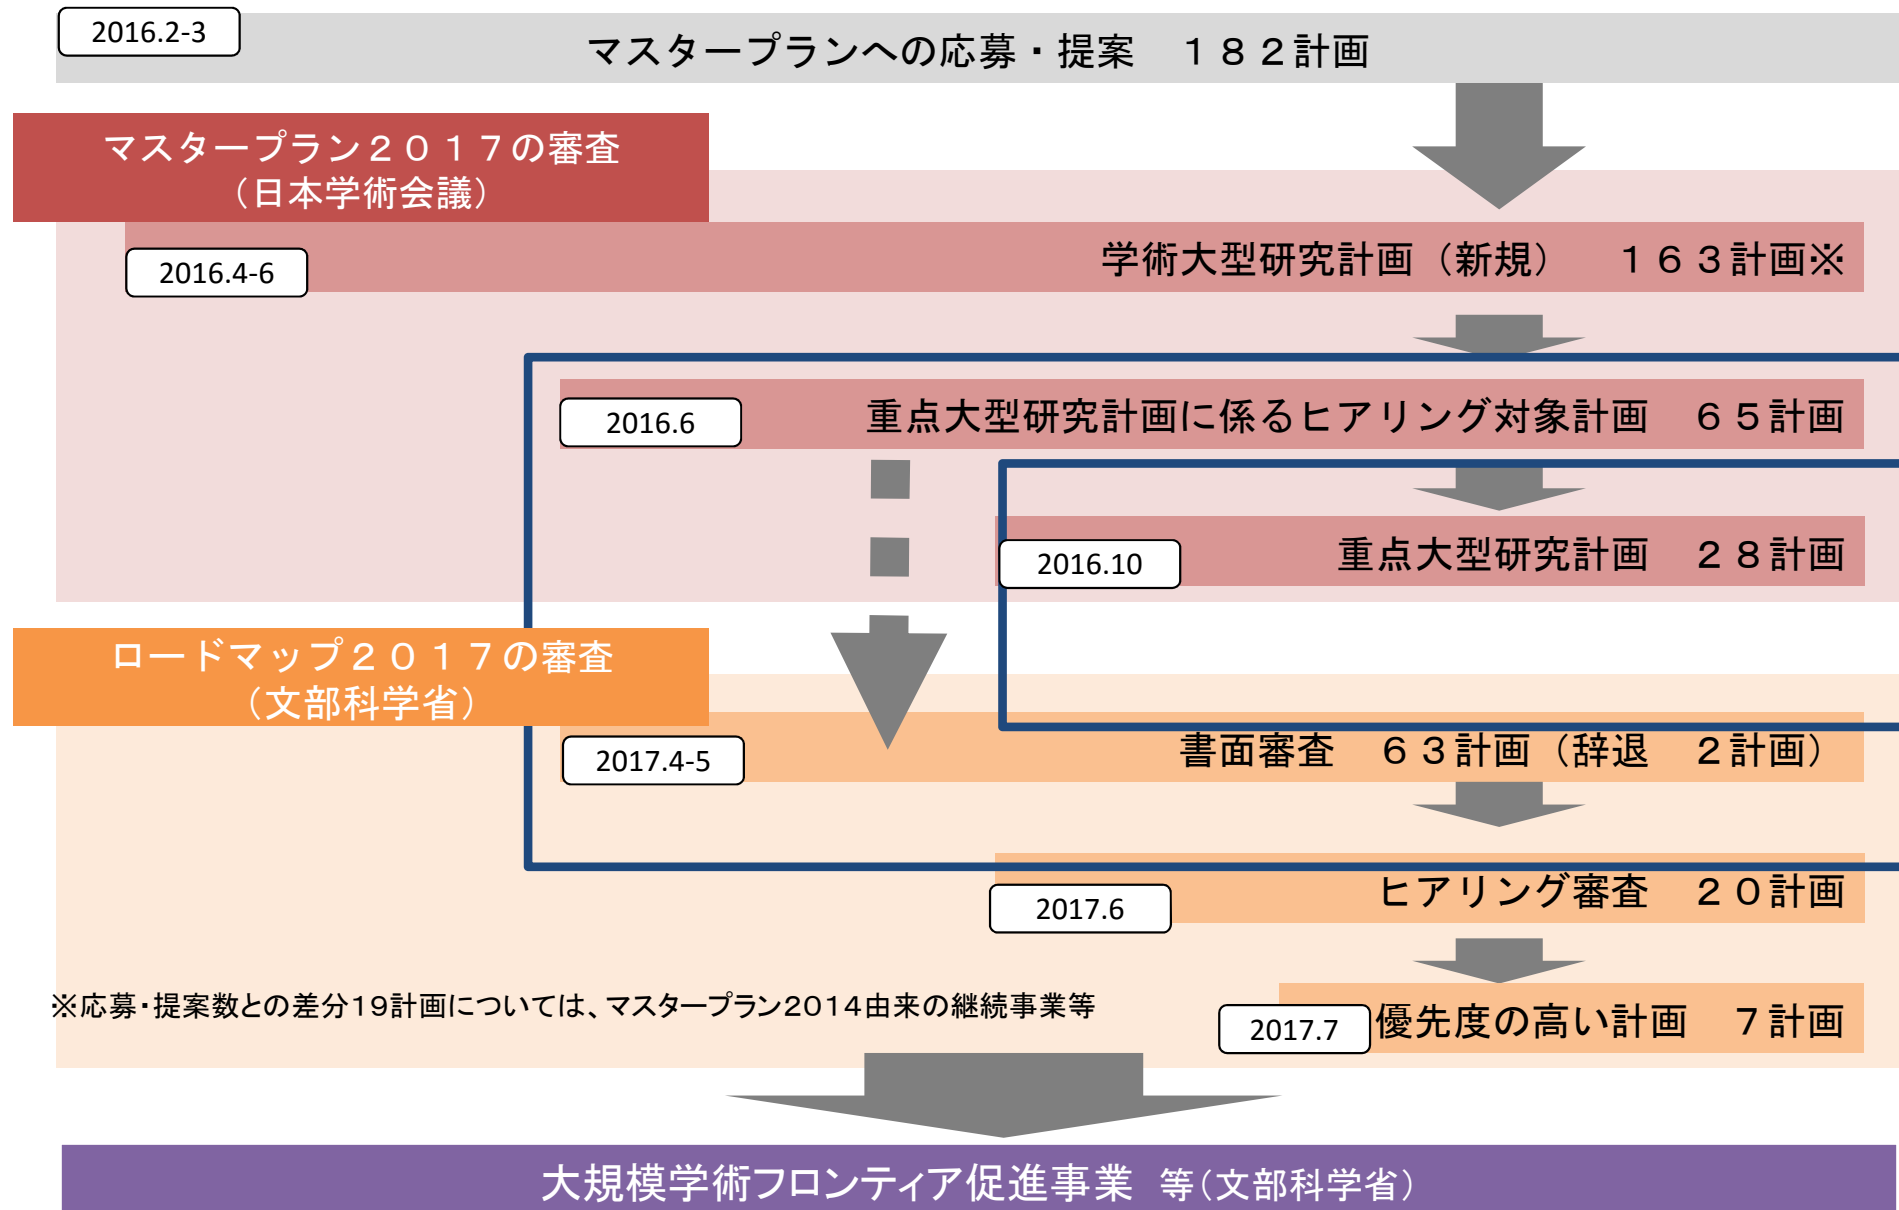 2016.2-3
マスタープランへの応募・提案　１８２計画
マスタープラン２０１７の審査
（日本学術会議）
2016.4-6
学術大型研究計画（新規）　１６３計画※
2016.6
重点大型研究計画に係るヒアリング対象計画　６５計画
2016.10
重点大型研究計画　２８計画
ロードマップ２０１７の審査
（文部科学省）
2017.4-5
書面審査　６３計画（辞退　２計画）
2017.6
ヒアリング審査　２０計画
※応募・提案数との差分19計画については、マスタープラン2014由来の継続事業等
2017.7
優先度の高い計画　７計画
大規模学術フロンティア促進事業 等（文部科学省）